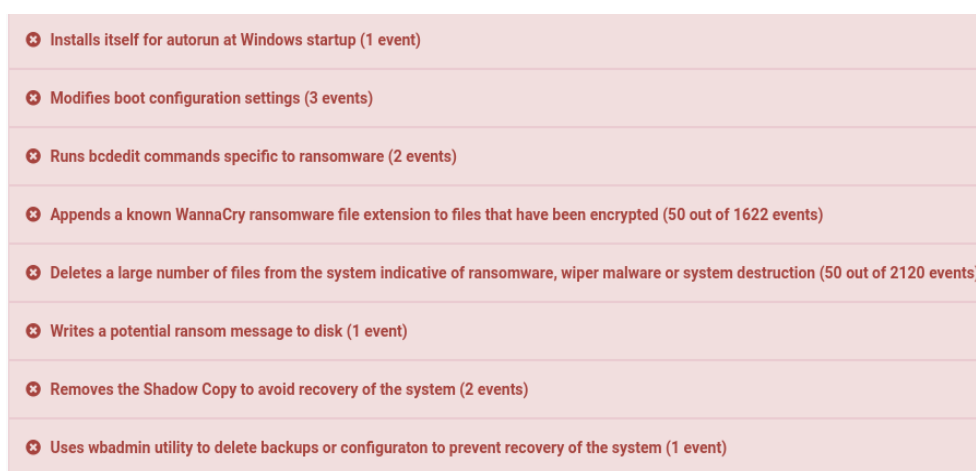 Installs itself for autorun at Windows startup (1 event)
Modifies boot configuration settings (3 events)
Runs bcdedit commands specific to ransomware (2 events)
Appends a known WannaCry ransomware file extension to files that have been encrypted (50 out of 1622 events)
Deletes a large number of files from the system indicative of ransomware, wiper malware or system destruction (50 out of 2120 events)
Writes a potential ransom message to disk (1 event)
Removes the Shadow Copy to avoid recovery of the system (2 events)
Uses wbadmin utility to delete backups or configuraton to prevent recovery of the system (1 event)